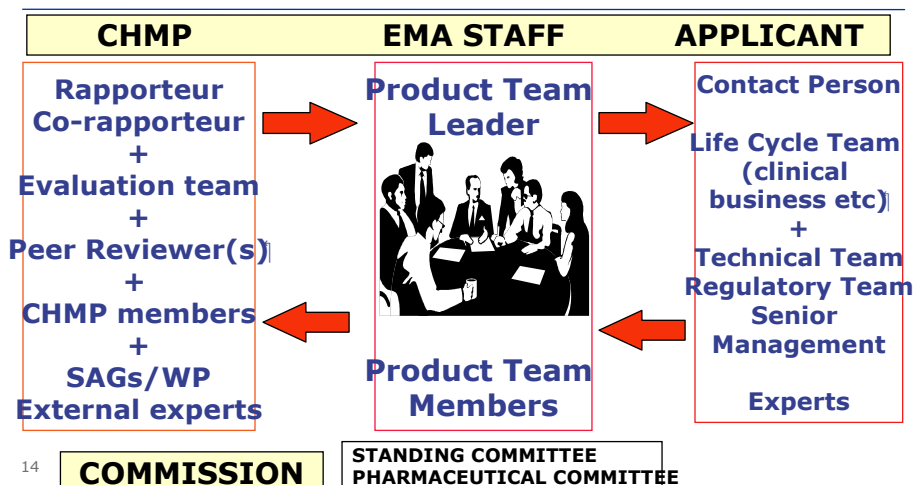 CHMP
EMA STAFF
APPLICANT
Rapporteur
Co-rapporteur
+
Evaluation team
+
Peer Reviewer(s)
+
CHMP members
+
SAGs/WP
External experts
Product Team
Leader
Product Team
Members
Contact Person
Life Cycle Team
(clinical
business etc)
+
Technical Team
Regulatory Team
Senior
Management
Experts
14
COMMISSION
STANDING COMMITTEE
PHARMACEUTICAL COMMITTEE